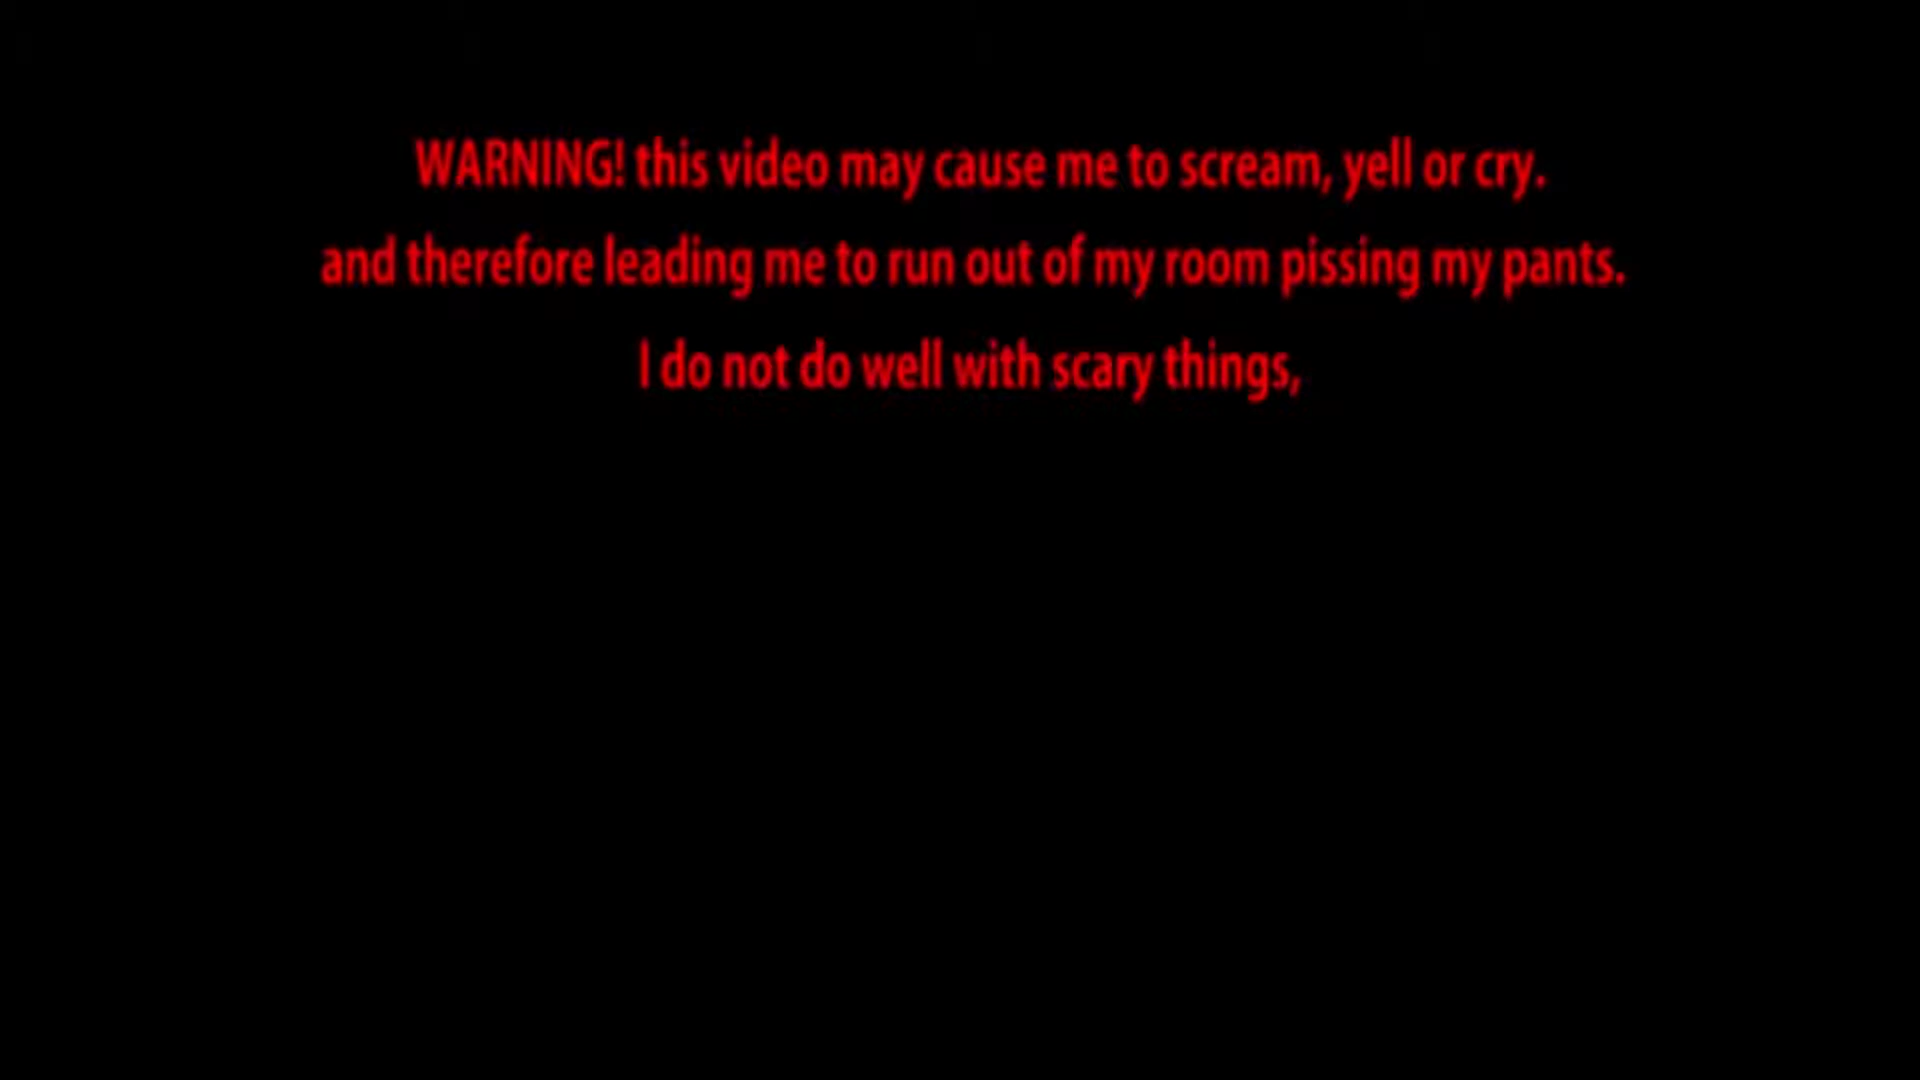 WARNING! this video may cause me to scream, yell or cry.
and therefore leading me to run out of my room pissing my pants.
I do not do well with scary things,